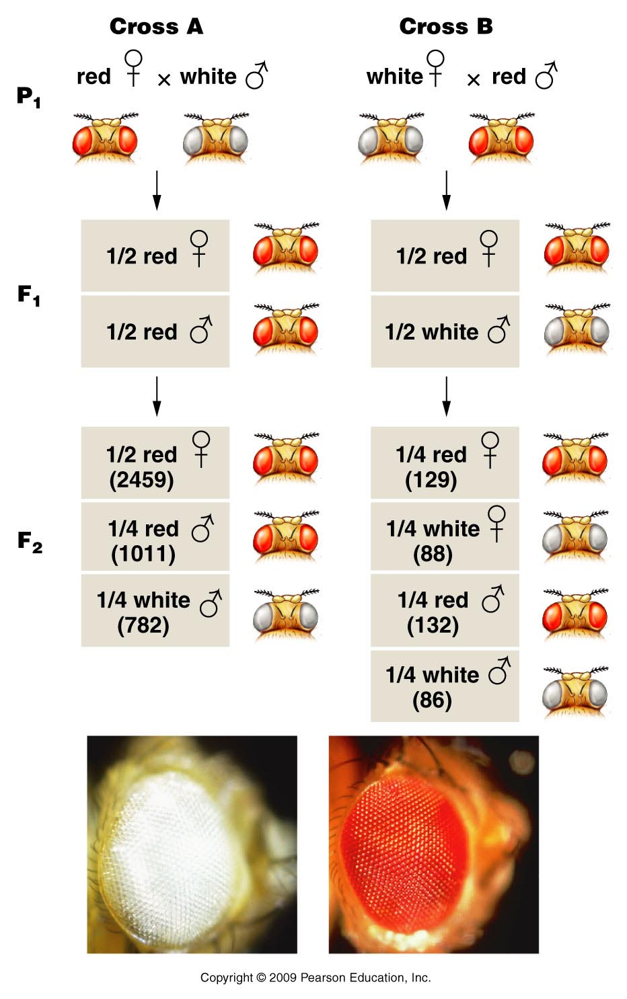 Cross A
red ♀ × white ♂
Cross B
white ♀ × red ♂
P1
F1
1/2 red ♀
1/2 red ♂
1/2 red ♀
1/2 white ♂
F2
1/2 red ♀
(2459)
1/4 red ♂
(1011)
1/4 white ♂
(782)
1/4 red ♀
(129)
1/4 white ♀
(88)
1/4 red ♂
(132)
1/4 white ♂
(86)
Copyright © 2009 Pearson Education, Inc.